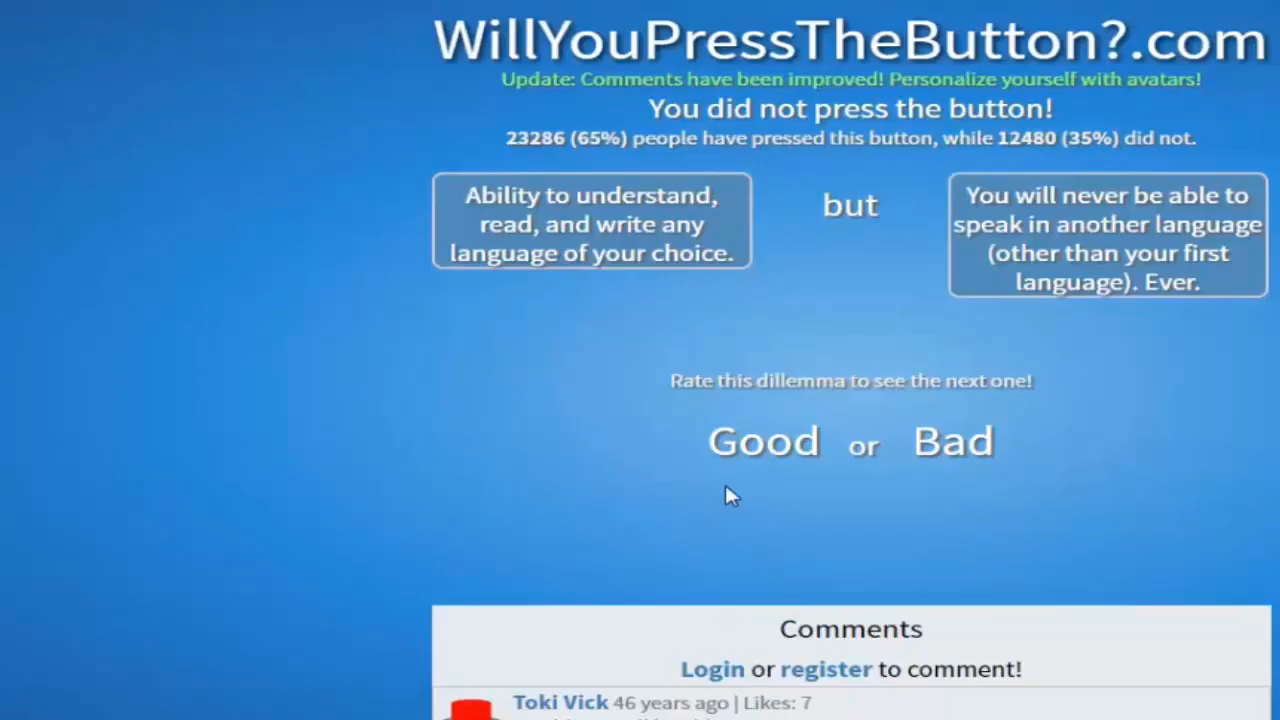 WillYouPressTheButton?.com
Update: Comments have been improved! Personalize yourself with avatars!
You did not press the button!
23286 (65%) people have pressed this button, while 12480 (35%) did not.
Ability to understand,
read, and write any
language of your choice.
but
You will never be able to
speak in another language
(other than your first
language). Ever.
Rate this dillemma to see the next one!
Good or Bad
Comments
Login or register to comment!
Toki Vick 46 years ago | Likes: 7